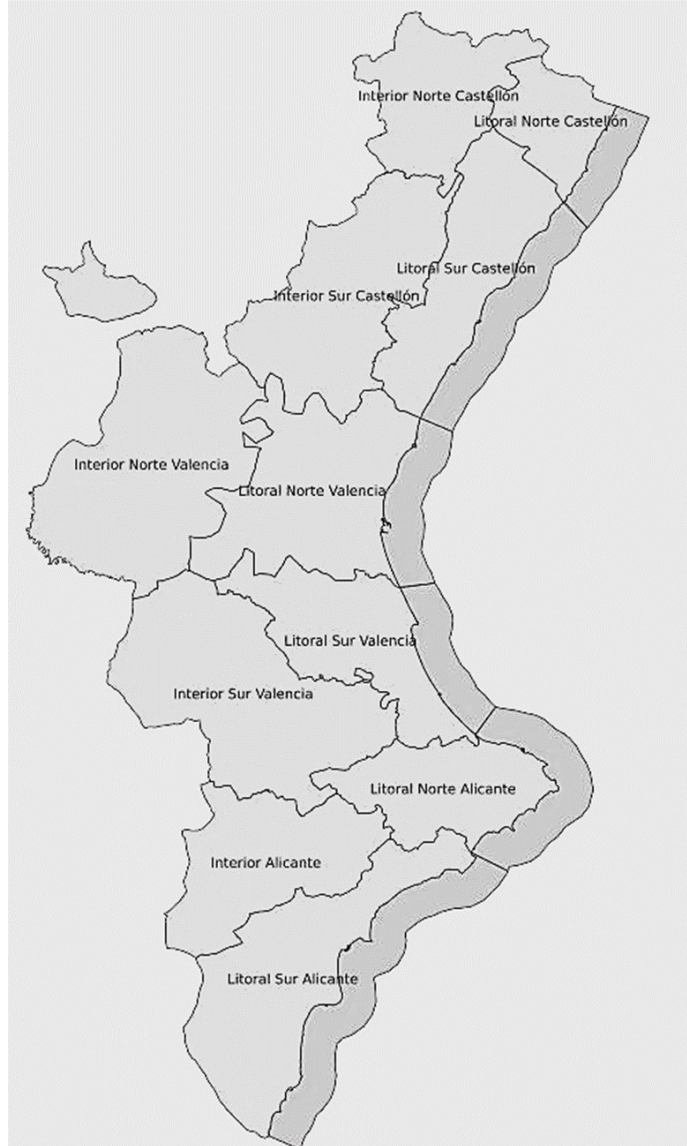 Interior Norte Castellón
Litoral Norte Castellón
Litoral Sur Castellón
Interior Sur Castellón
Interior Norte Valencia
Litoral Norte Valencia
Litoral Sur Valencia
Interior Sur Valencia
Litoral Norte Alicante
Interior Alicante
Litoral Sur Alicante